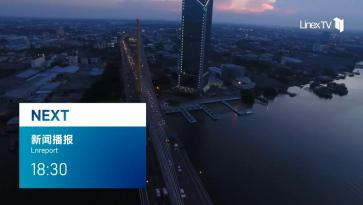 LinexTV
NEXT
新闻播报
Lnreport
18:30